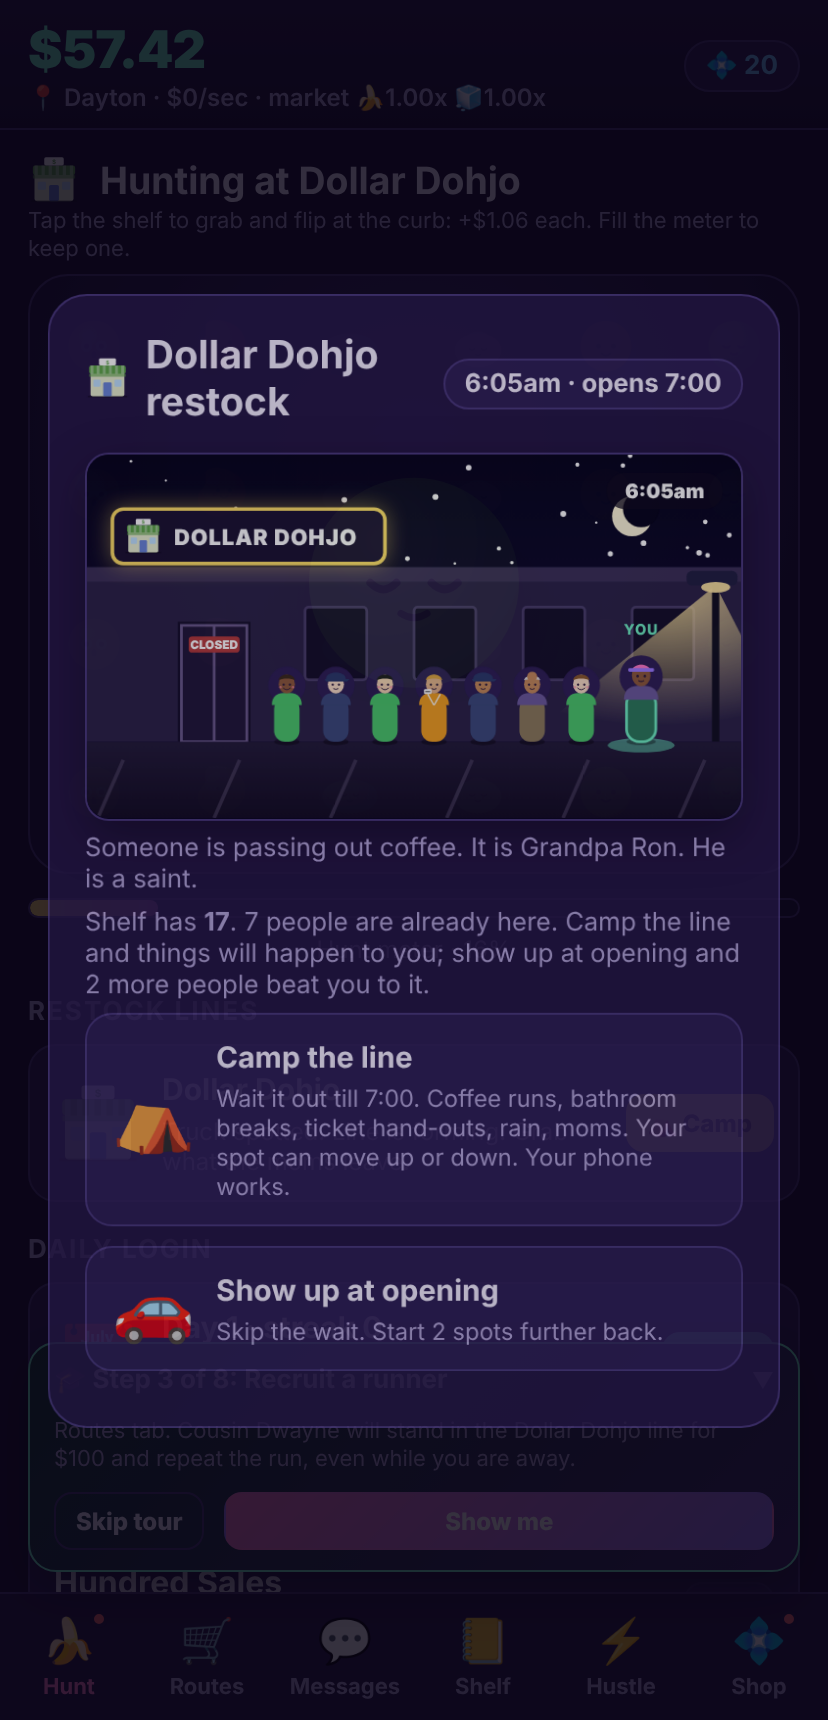 $57.42
📍 Dayton · $0/sec · market 🍌1.00x 🧊1.00x
💠 20
Hunting at Dollar Dohjo
Tap the shelf to grab and flip at the curb: +$1.06 each. Fill the meter to
keep one.
Dollar Dohjo
restock
6:05am · opens 7:00
6:05am
DOLLAR DOHJO
YOU
CLOSED
Someone is passing out coffee. It is Grandpa Ron. He
is a saint.
Shelf has 17. 7 people are already here. Camp the line
and things will happen to you; show up at opening and
2 more people beat you to it.
RESTOCK LINES
Camp the line
Dollar Dohjo
Wait it out till 7:00. Coffee runs, bathroom
breaks, ticket hand-outs, rain, moms. Your
spot can move up or down. Your phone
works.
Camp
DAILY LOGIN
Show up at opening
Skip the wait. Start 2 spots further back.
Step 3 of 8: Recruit a runner
Routes tab. Cousin Dwayne will stand in the Dollar Dohjo line for
$100 and repeat the run, even while you are away.
Skip tour
Show me
Hundred Sales
Hunt
Routes
Messages
Shelf
Hustle
Shop